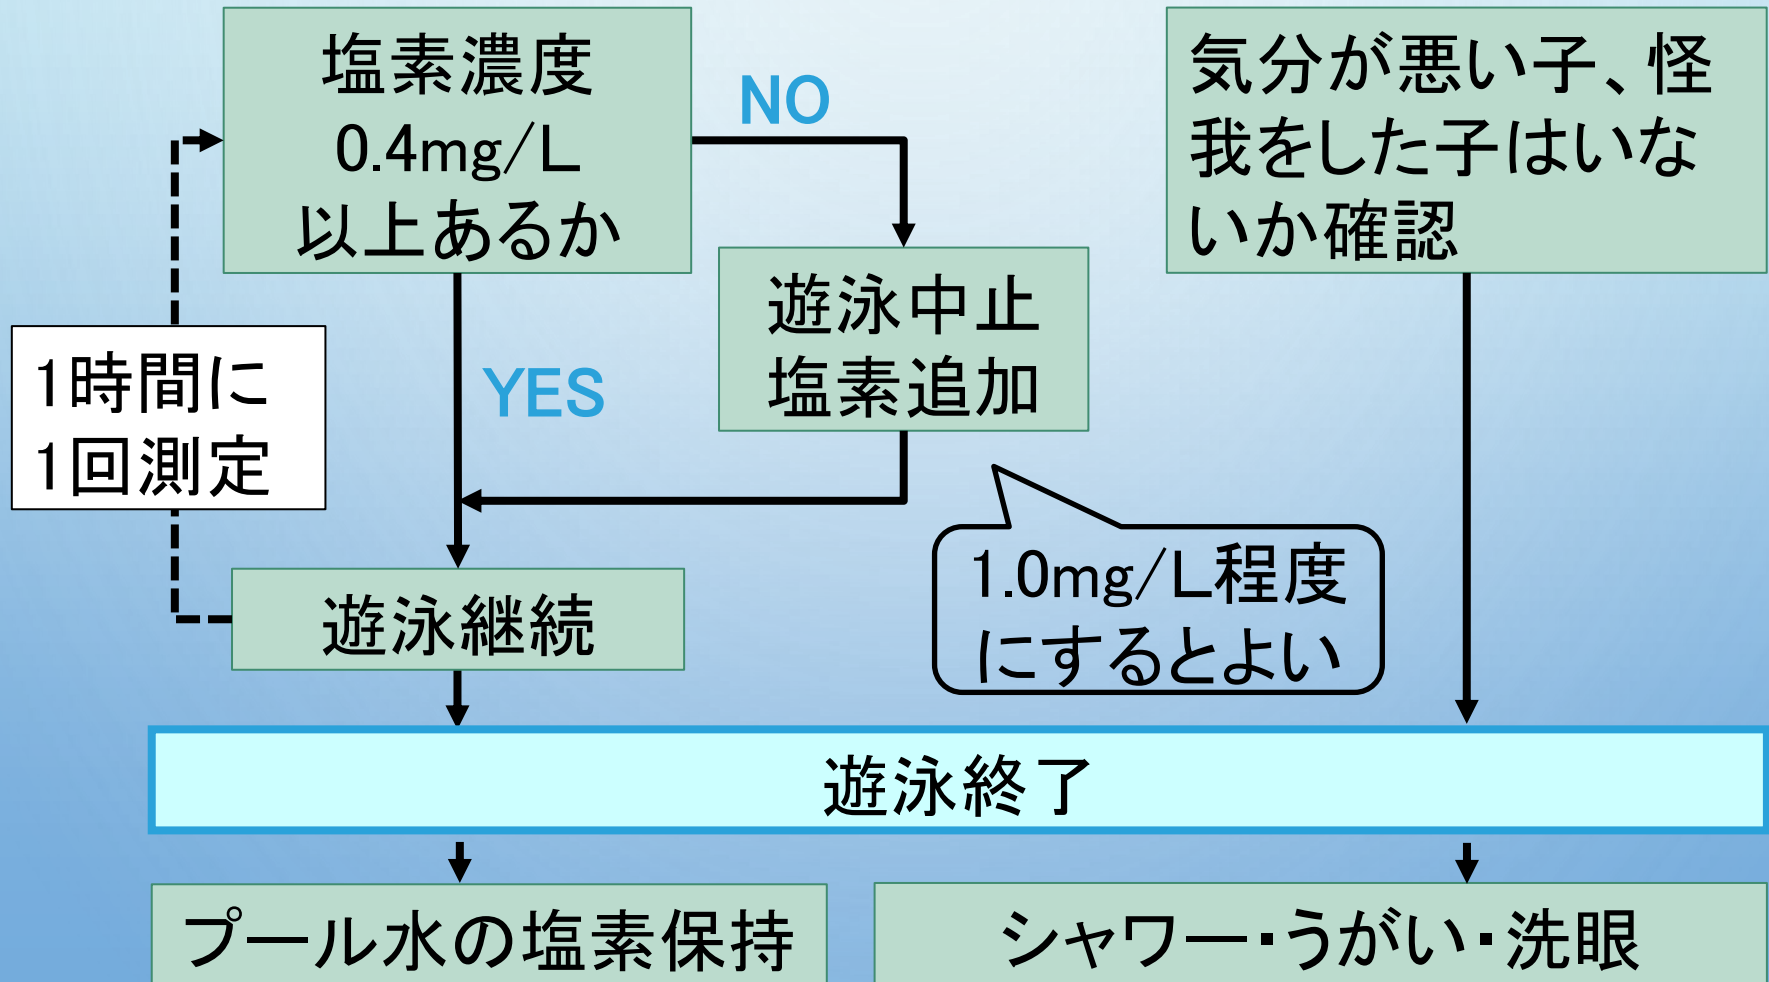 塩素濃度
0.4mg/L
以上あるか
NO
気分が悪い子、怪
我をした子はいな
いか確認
遊泳中止
塩素追加
1時間に
1回測定
YES
1.0mg/L程度
にするとよい
遊泳継続
遊泳終了
プール水の塩素保持
シャワー・うがい・洗眼